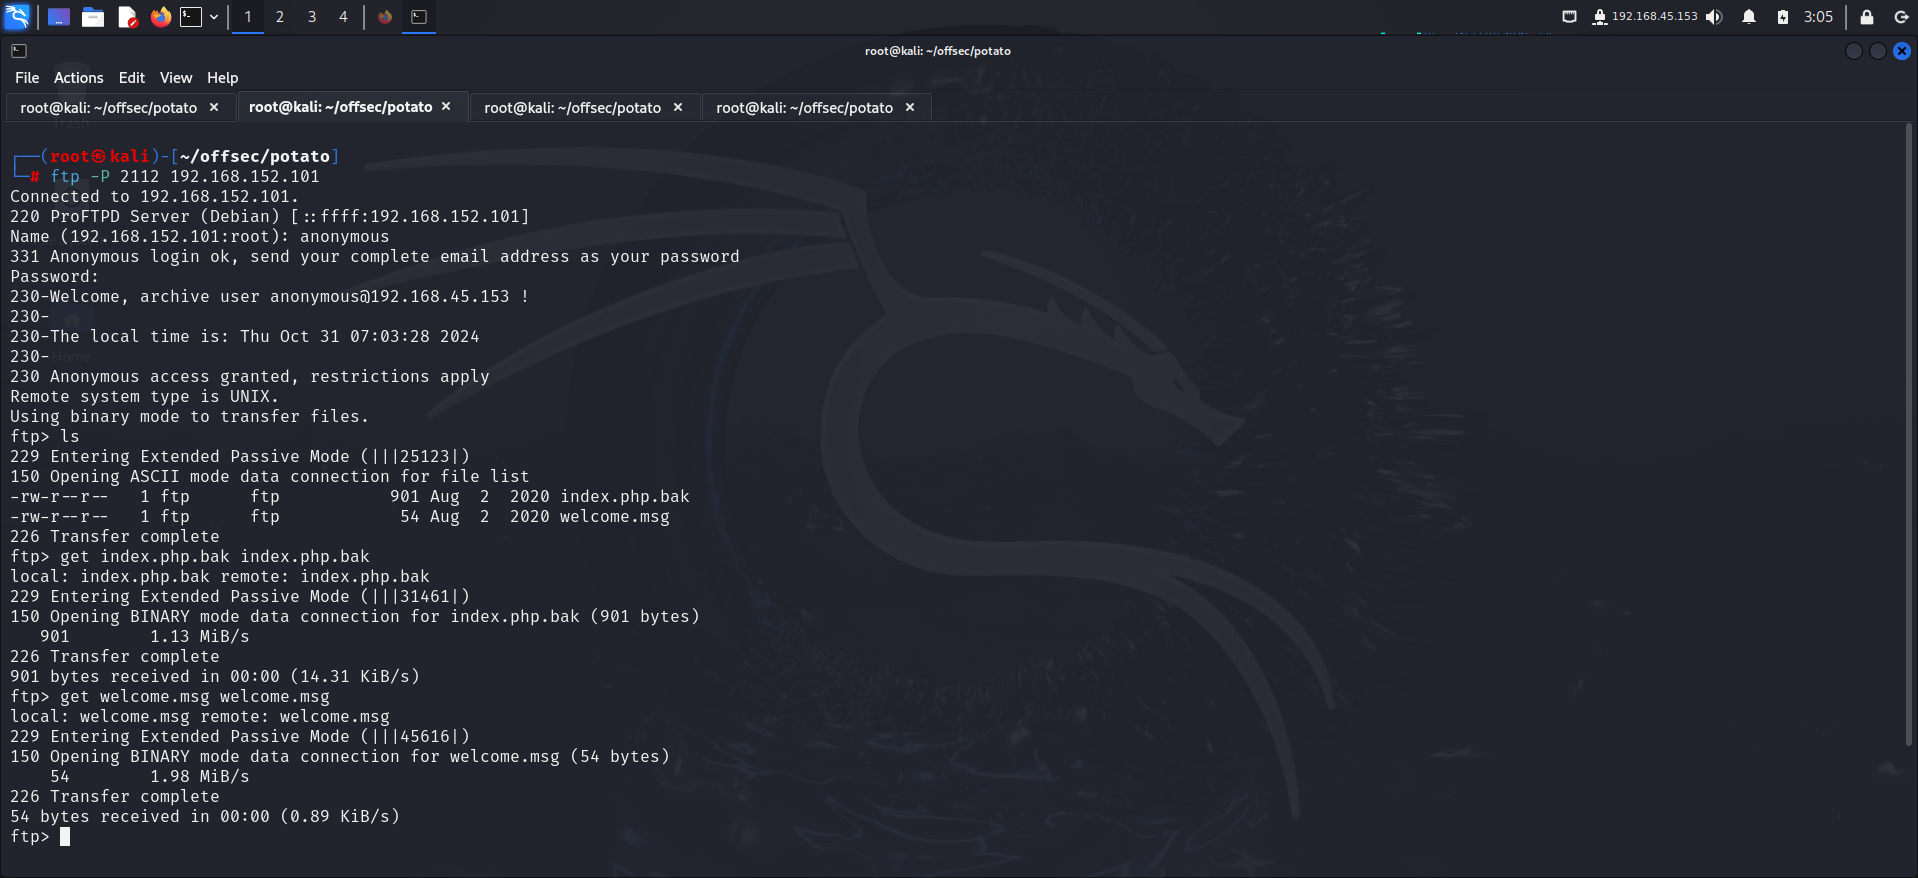 1 2 3 4 192.168.45.153 3:05
root@kali: ~/offsec/potato
File Actions Edit View Help
root@kali: ~/offsec/potato × root@kali: ~/offsec/potato × root@kali: ~/offsec/potato × root@kali: ~/offsec/potato ×
┌──(root㉿kali)-[~/offsec/potato]
└─# ftp -P 2112 192.168.152.101
Connected to 192.168.152.101.
220 ProFTPD Server (Debian) [::ffff:192.168.152.101]
Name (192.168.152.101:root): anonymous
331 Anonymous login ok, send your complete email address as your password
Password:
230-Welcome, archive user anonymous@192.168.45.153 !
230-
230-The local time is: Thu Oct 31 07:03:28 2024
230-
Home
230 Anonymous access granted, restrictions apply
Remote system type is UNIX.
Using binary mode to transfer files.
ftp> ls
229 Entering Extended Passive Mode (|||25123|)
150 Opening ASCII mode data connection for file list
-rw-r--r--   1 ftp      ftp           901 Aug  2  2020 index.php.bak
-rw-r--r--   1 ftp      ftp            54 Aug  2  2020 welcome.msg
226 Transfer complete
ftp> get index.php.bak index.php.bak
local: index.php.bak remote: index.php.bak
229 Entering Extended Passive Mode (|||31461|)
150 Opening BINARY mode data connection for index.php.bak (901 bytes)
   901        1.13 MiB/s
226 Transfer complete
901 bytes received in 00:00 (14.31 KiB/s)
ftp> get welcome.msg welcome.msg
local: welcome.msg remote: welcome.msg
229 Entering Extended Passive Mode (|||45616|)
150 Opening BINARY mode data connection for welcome.msg (54 bytes)
    54        1.98 MiB/s
226 Transfer complete
54 bytes received in 00:00 (0.89 KiB/s)
ftp>